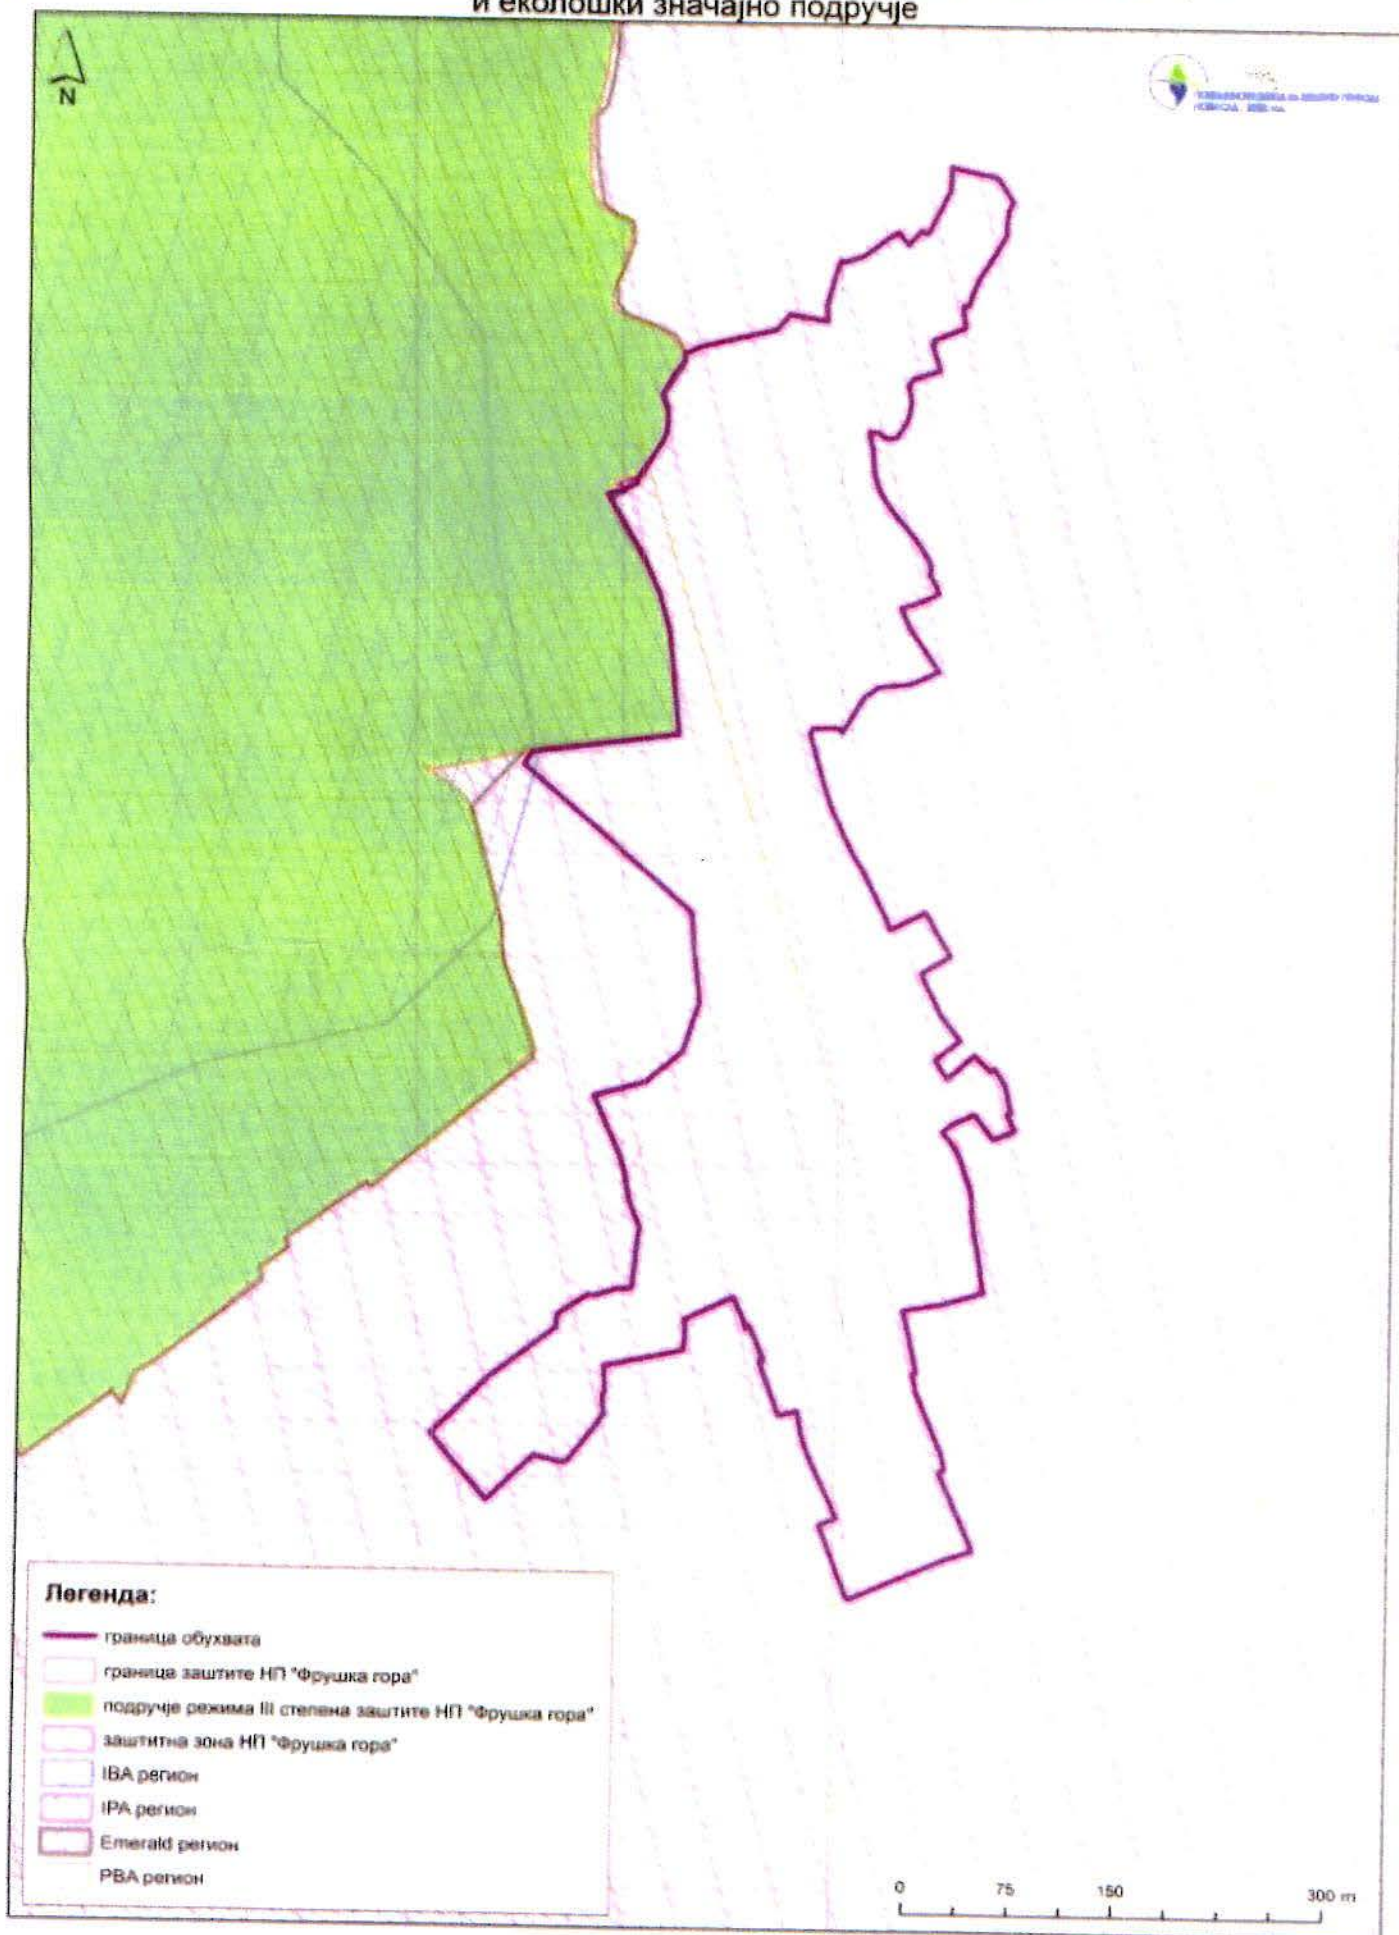 и еколошки значајно подручје
N
Легенда:
граница обухвата
граница заштите НП "Фрушка гора"
подручје режима III степена заштите НП "Фрушка гора"
заштитна зона НП "Фрушка гора"
IBA регион
IPA регион
Emerald регион
PBA регион
0 75 150 300 m